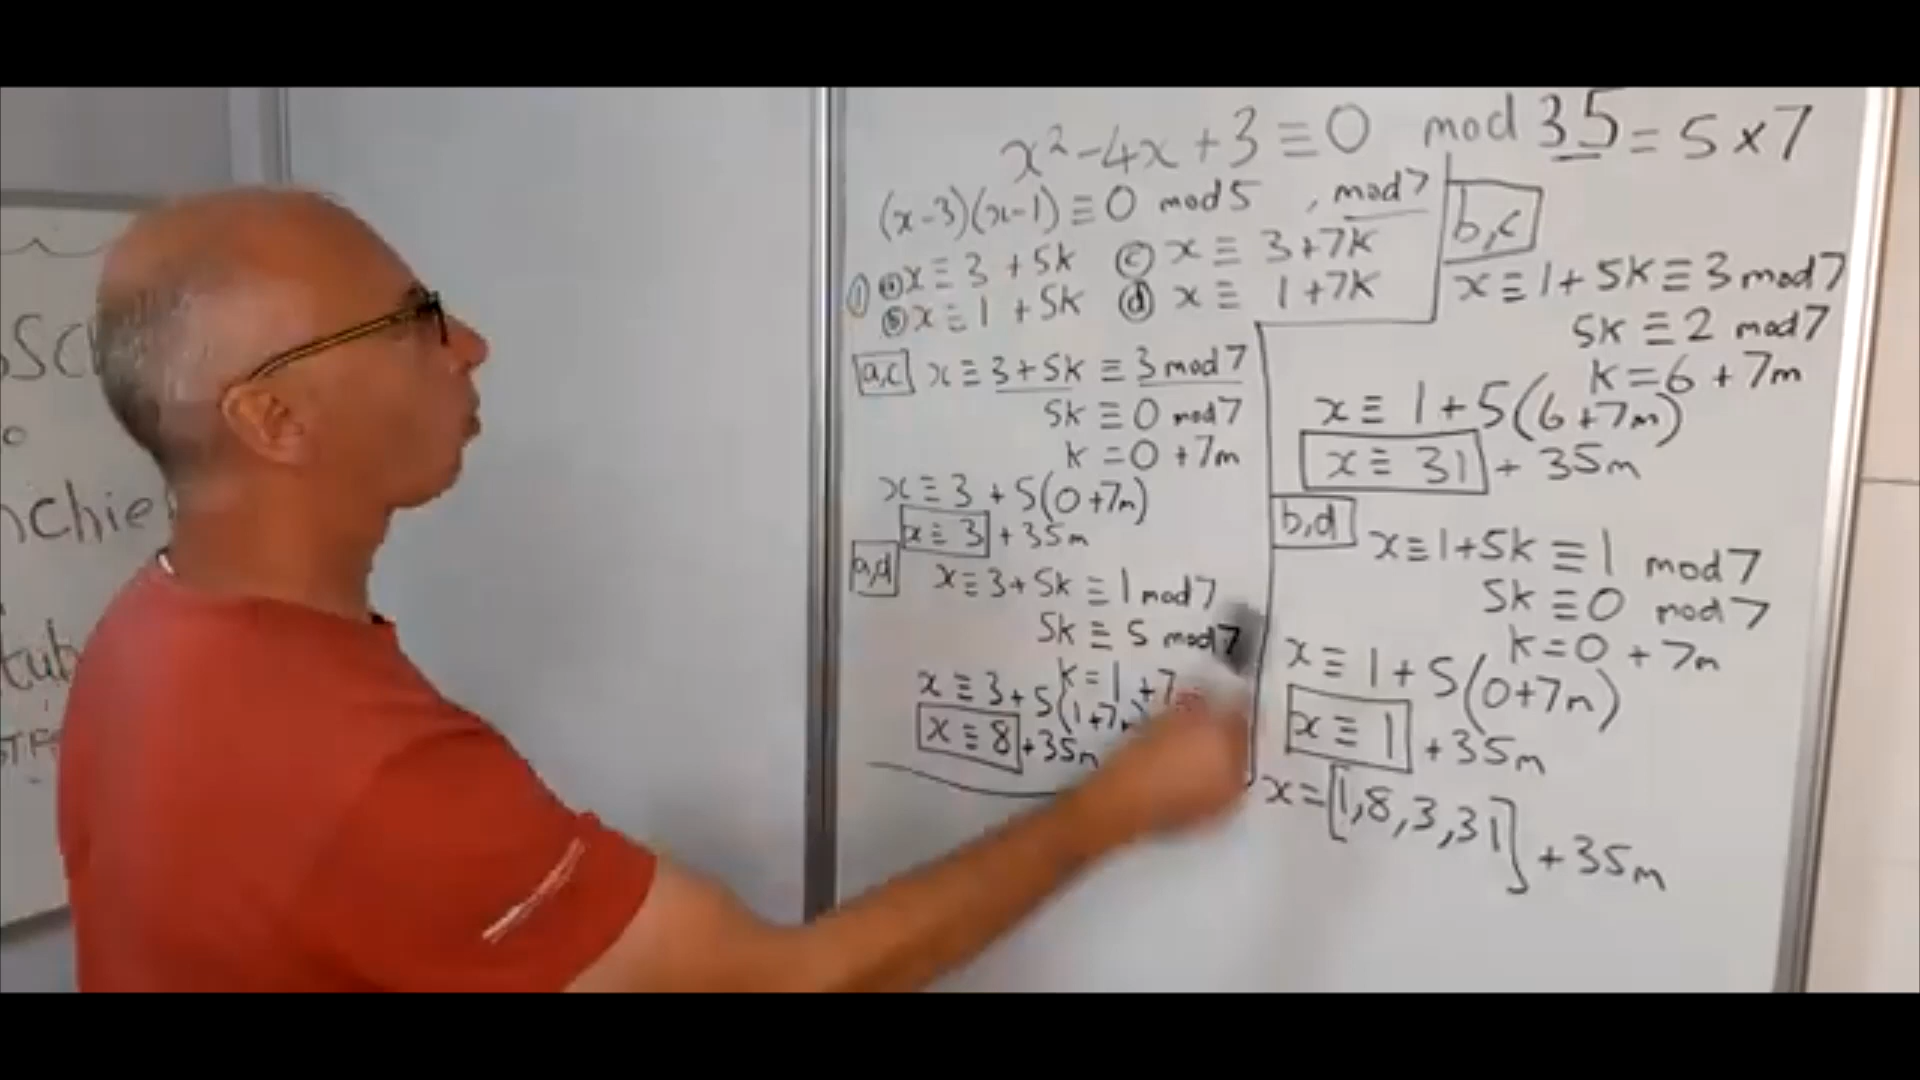 x² - 4x + 3 ≡ 0 mod 35 = 5 × 7
(x-3)(x-1) ≡ 0 mod 5 , mod 7
① ⓐ x ≡ 3 + 5k ⓒ x ≡ 3 + 7k
ⓑ x ≡ 1 + 5k ⓓ x ≡ 1 + 7k
a,c x ≡ 3 + 5k ≡ 3 mod 7
5k ≡ 0 mod 7
k = 0 + 7m
x ≡ 3 + 5(0 + 7m)
x ≡ 3 + 35m
a,d
x ≡ 3 + 5k ≡ 1 mod 7
5k ≡ 5 mod 7
k = 1 + 7
x ≡ 3 + 5(1 + 7m)
x ≡ 8 + 35m
b,c
x ≡ 1 + 5k ≡ 3 mod 7
5k ≡ 2 mod 7
k = 6 + 7m
x ≡ 1 + 5(6 + 7m)
x ≡ 31 + 35m
b,d x ≡ 1 + 5k ≡ 1 mod 7
5k ≡ 0 mod 7
k = 0 + 7m
x ≡ 1 + 5(0 + 7m)
x ≡ 1 + 35m
x = [1, 8, 3, 31] + 35m